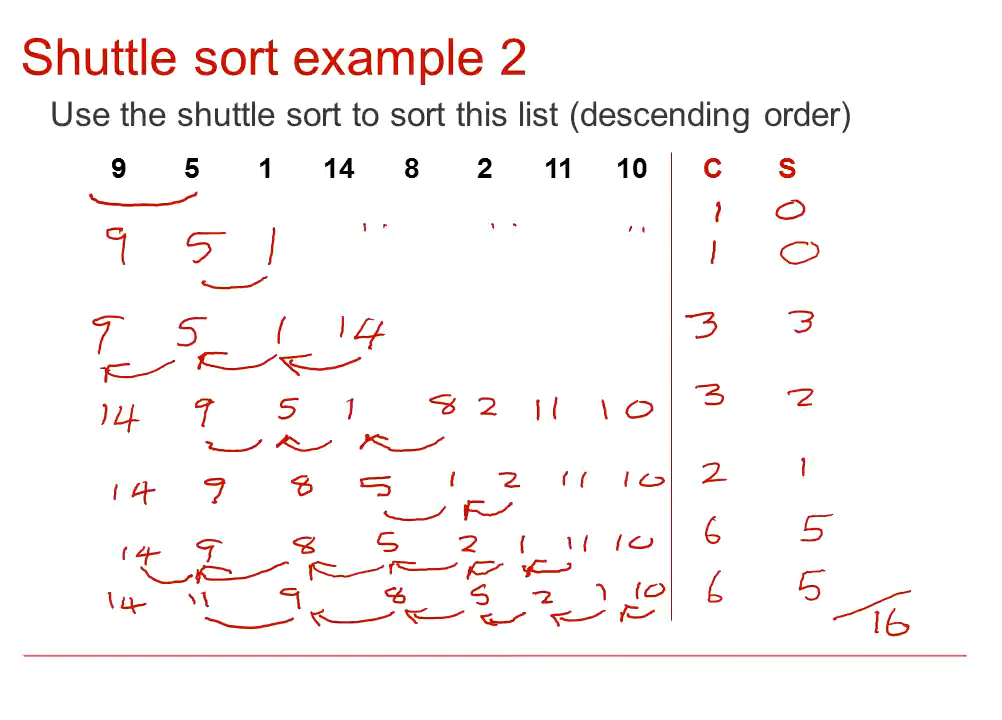 Shuttle sort example 2
Use the shuttle sort to sort this list (descending order)
9 5 1 14 8 2 11 10 C S
1 0
9 5 1 " " " 1 0
9 5 1 14 3 3
14 9 5 1 8 2 11 10 3 2
14 9 8 5 1 2 11 10 2 1
14 9 8 5 2 1 11 10 6 5
14 11 9 8 5 2 1 10 6 5
16